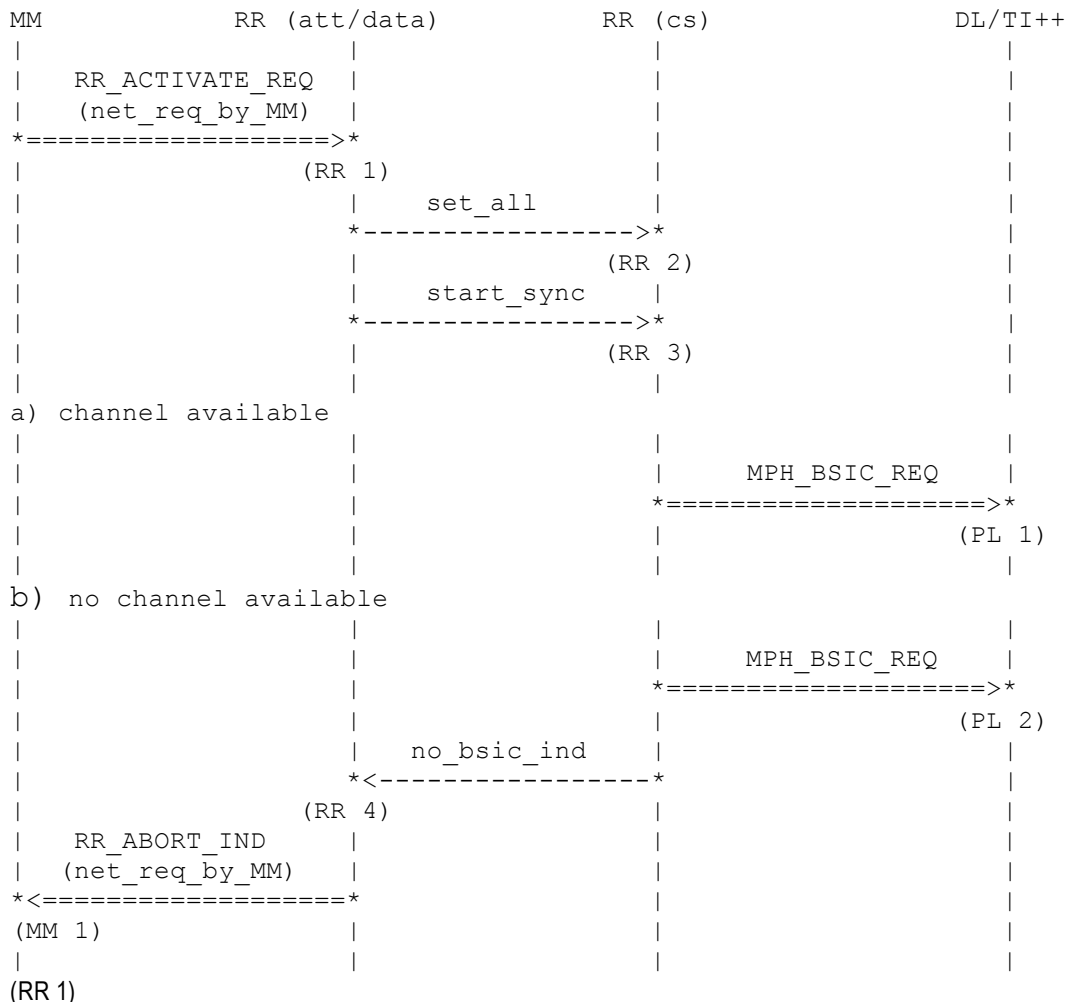 MM RR (att/data) RR (cs) DL/TI++
| | | |
| RR_ACTIVATE_REQ | | |
| (net_req_by_MM) | | |
*===================>* | |
| (RR 1) | |
| | set_all | |
| *----------------->* |
| | (RR 2) |
| | start_sync | |
| *----------------->* |
| | (RR 3) |
| | | |
a) channel available
| | | |
| | | MPH_BSIC_REQ |
| | *====================>*
| | | (PL 1)
| | | |
b) no channel available
| | | |
| | | MPH_BSIC_REQ |
| | *====================>*
| | | (PL 2)
| | no_bsic_ind | |
| *<-----------------* |
| (RR 4) | |
| RR_ABORT_IND | | |
| (net_req_by_MM) | | |
*<===================* | |
(MM 1) | | |
| | | |
(RR 1)